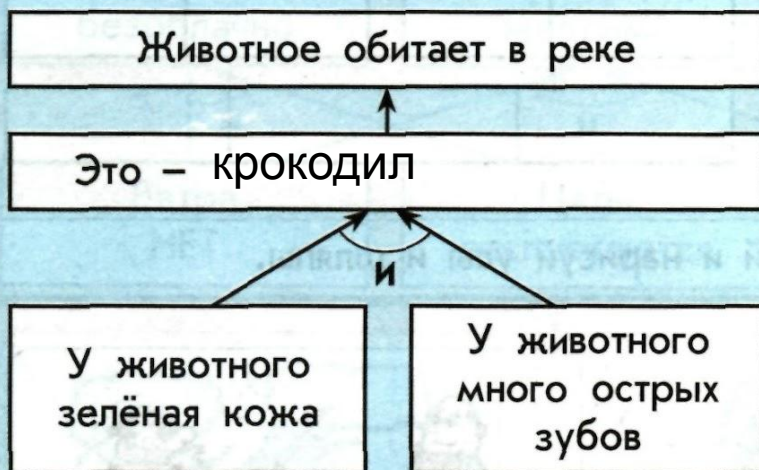 Животное обитает в реке
Это – крокодил
и
У животного
зелёная кожа
У животного
много острых
зубов